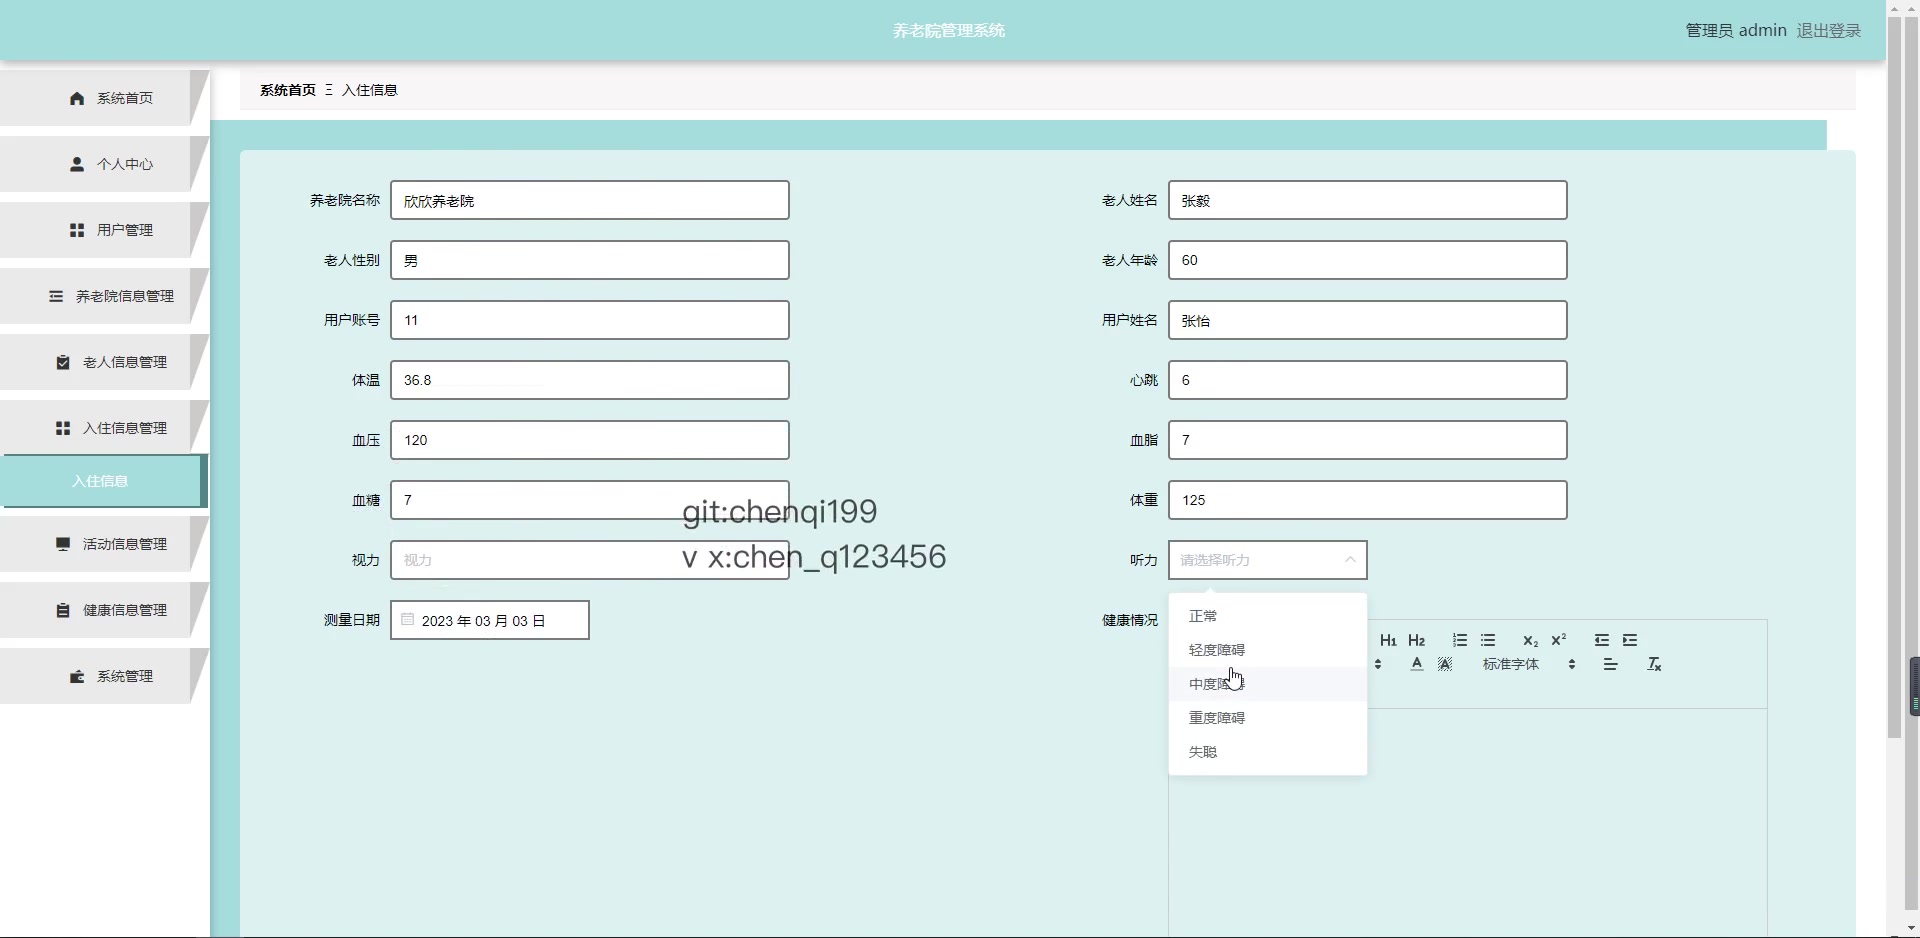 养老院管理系统
管理员 admin 退出登录
系统首页
个人中心
用户管理
养老院信息管理
老人信息管理
入住信息管理
入住信息
活动信息管理
健康信息管理
系统管理
系统首页 Ξ 入住信息
养老院名称 欣欣养老院
老人姓名 张毅
老人性别 男
老人年龄 60
用户账号 11
用户姓名 张怡
体温 36.8
心跳 6
血压 120
血脂 7
血糖 7
体重 125
git:chenqi199
视力 视力
v x:chen_q123456
听力 请选择听力
测量日期 2023 年 03 月 03 日
健康情况
正常
轻度障碍
中度障碍
重度障碍
失聪
H1 H2 X2 X2
A A 标准字体 Tx